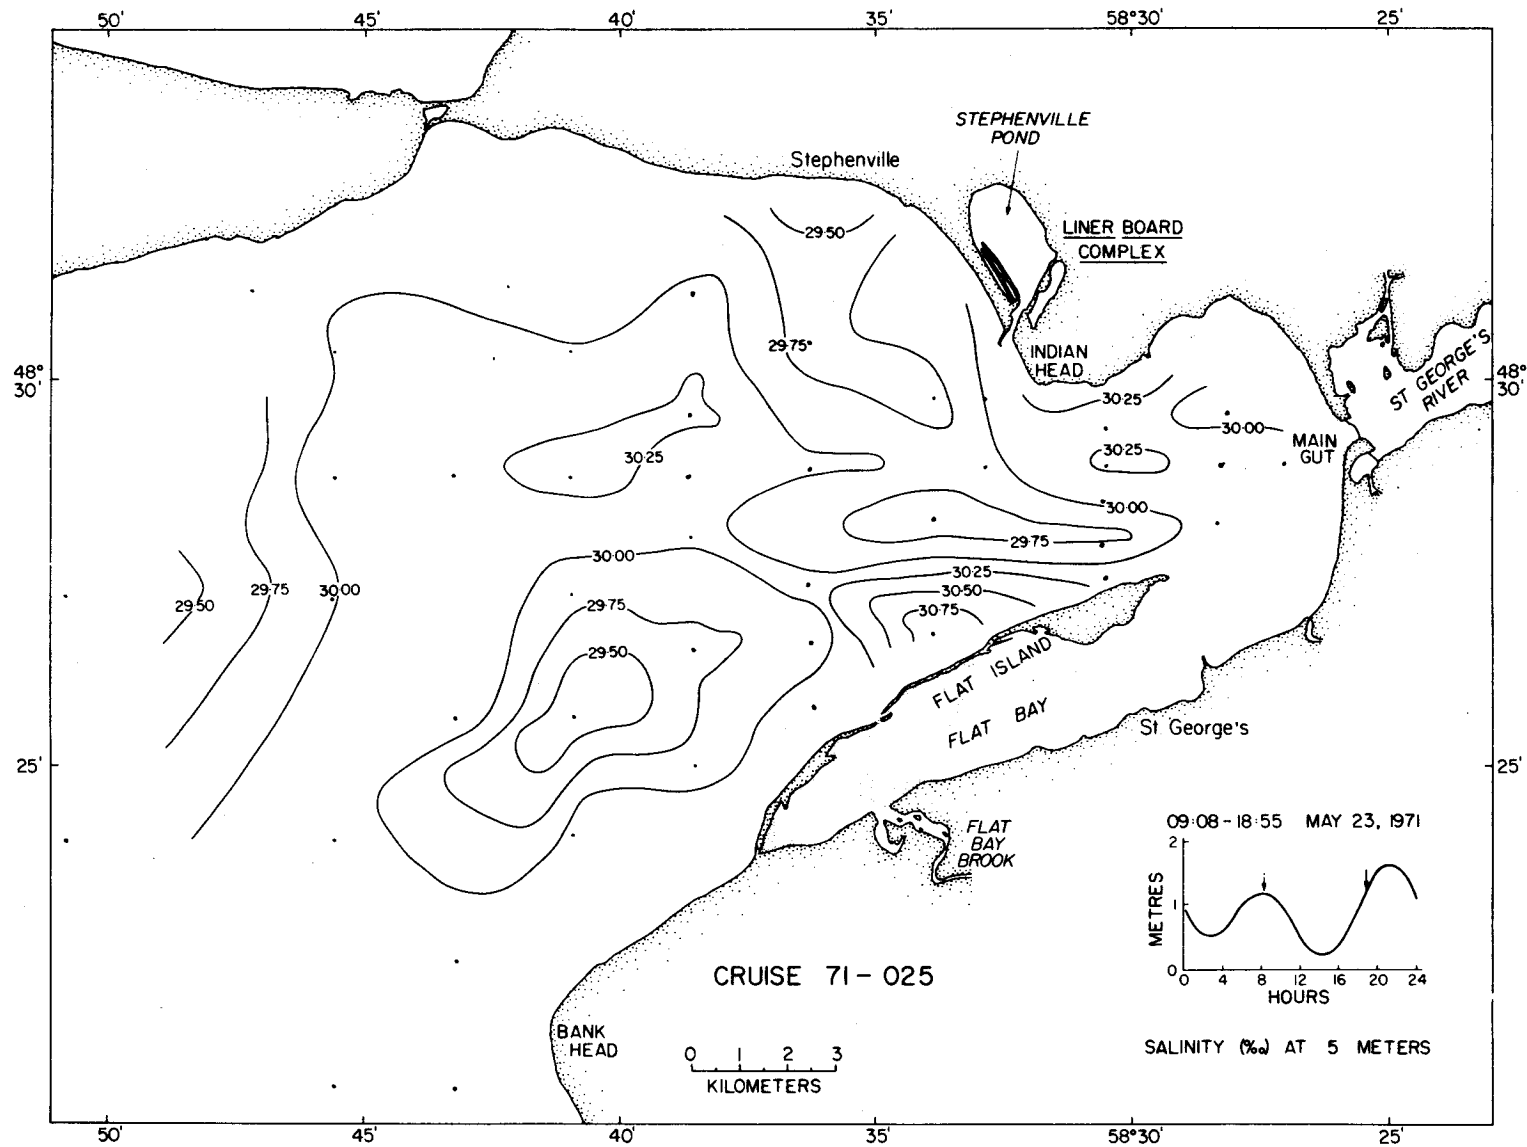 50' 45' 40' 35' 58°30' 25'
STEPHENVILLE
POND
Stephenville
LINER BOARD
COMPLEX
29·50
29·75
INDIAN
HEAD
48°
30'
48°
30'
ST GEORGE'S
RIVER
30·25
30·00
MAIN
GUT
30·25
30·25
30·00
29·75
30·00
30·25
29·50
29·75
30·00
29·75
30·50
30·75
29·50
FLAT ISLAND
FLAT BAY
St George's
25'
25'
FLAT
BAY
BROOK
09:08-18:55 MAY 23, 1971
2
1
0
METRES
0 4 8 12 16 20 24
HOURS
CRUISE 71-025
BANK
HEAD
0 1 2 3
KILOMETERS
SALINITY (‰) AT 5 METERS
50' 45' 40' 35' 58°30' 25'